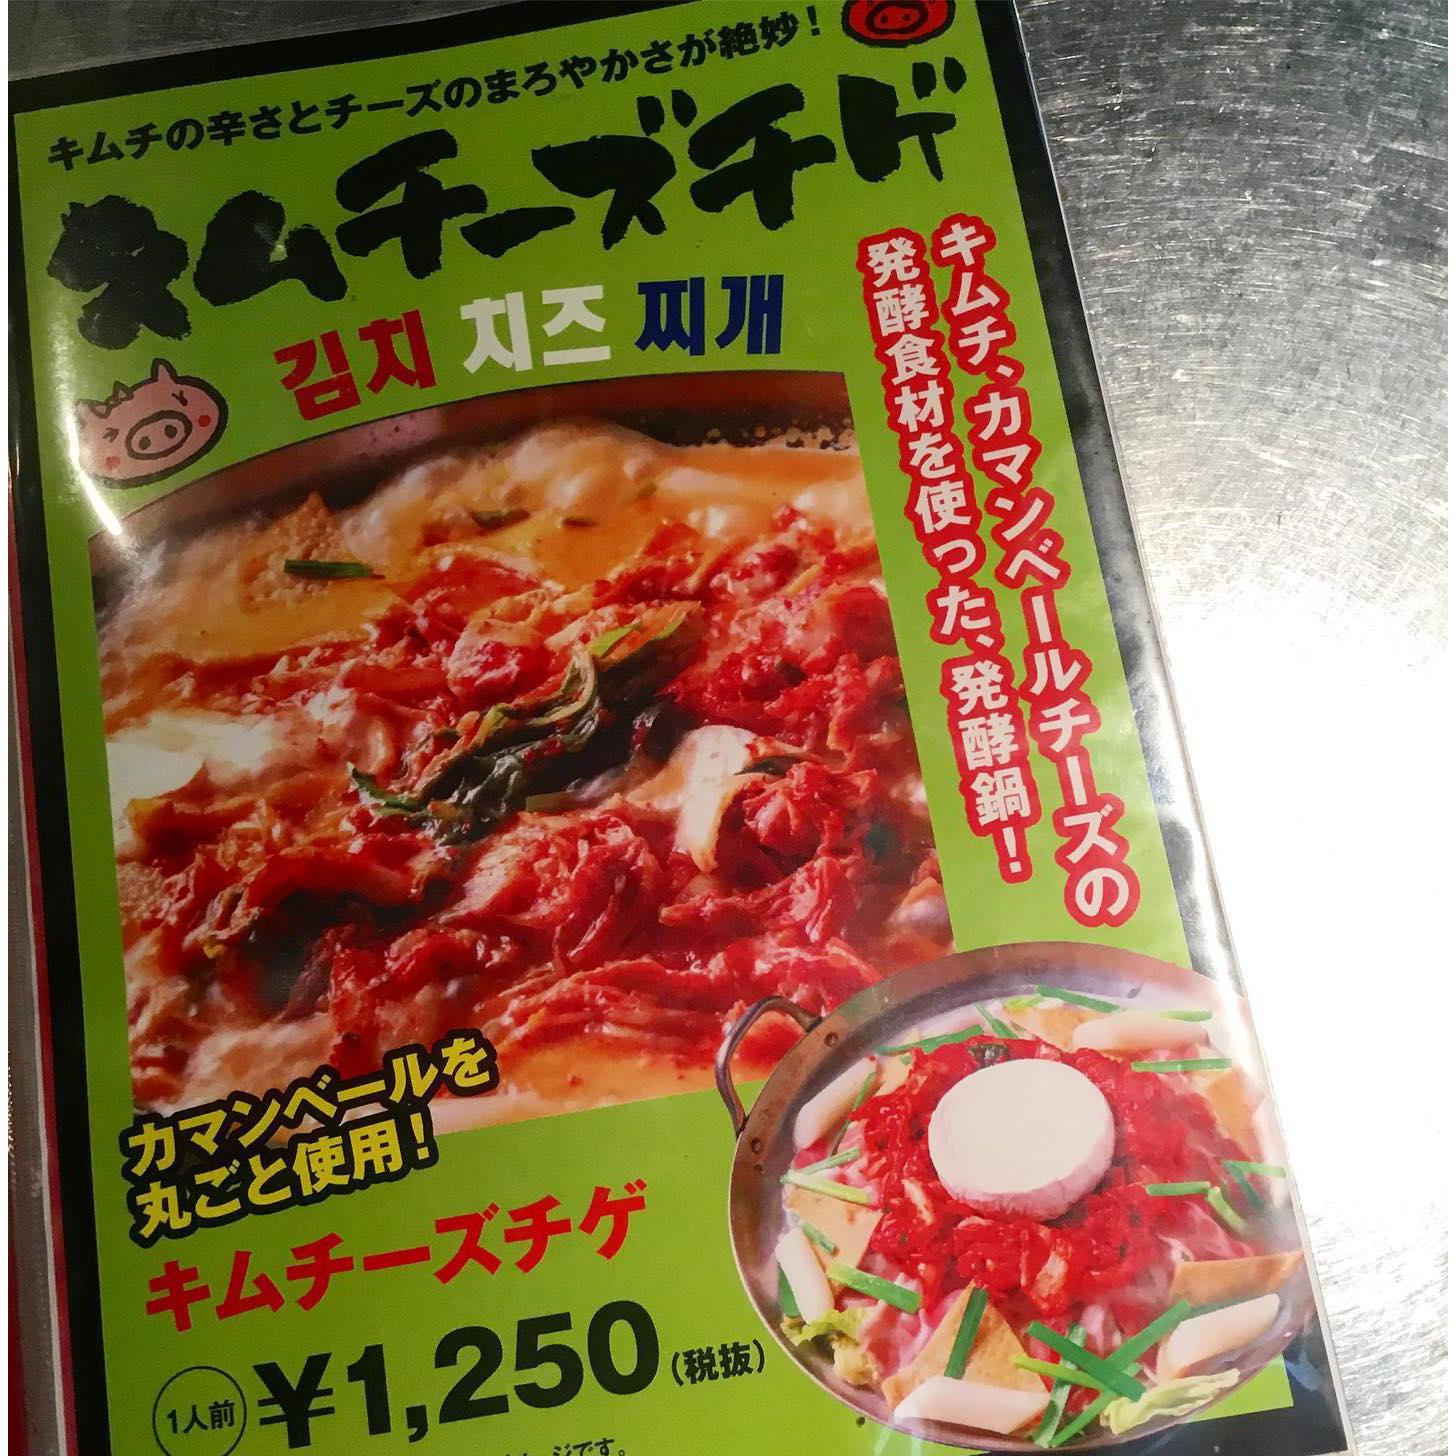 キムチの辛さとチーズのまろやかさが絶妙!
キムチーズチゲ
김치 치즈 찌개
キムチ、カマンベールチーズの
発酵食材を使った、発酵鍋!
カマンベールを
丸ごと使用!
キムチーズチゲ
1人前 ¥1,250(税抜)
ージです。